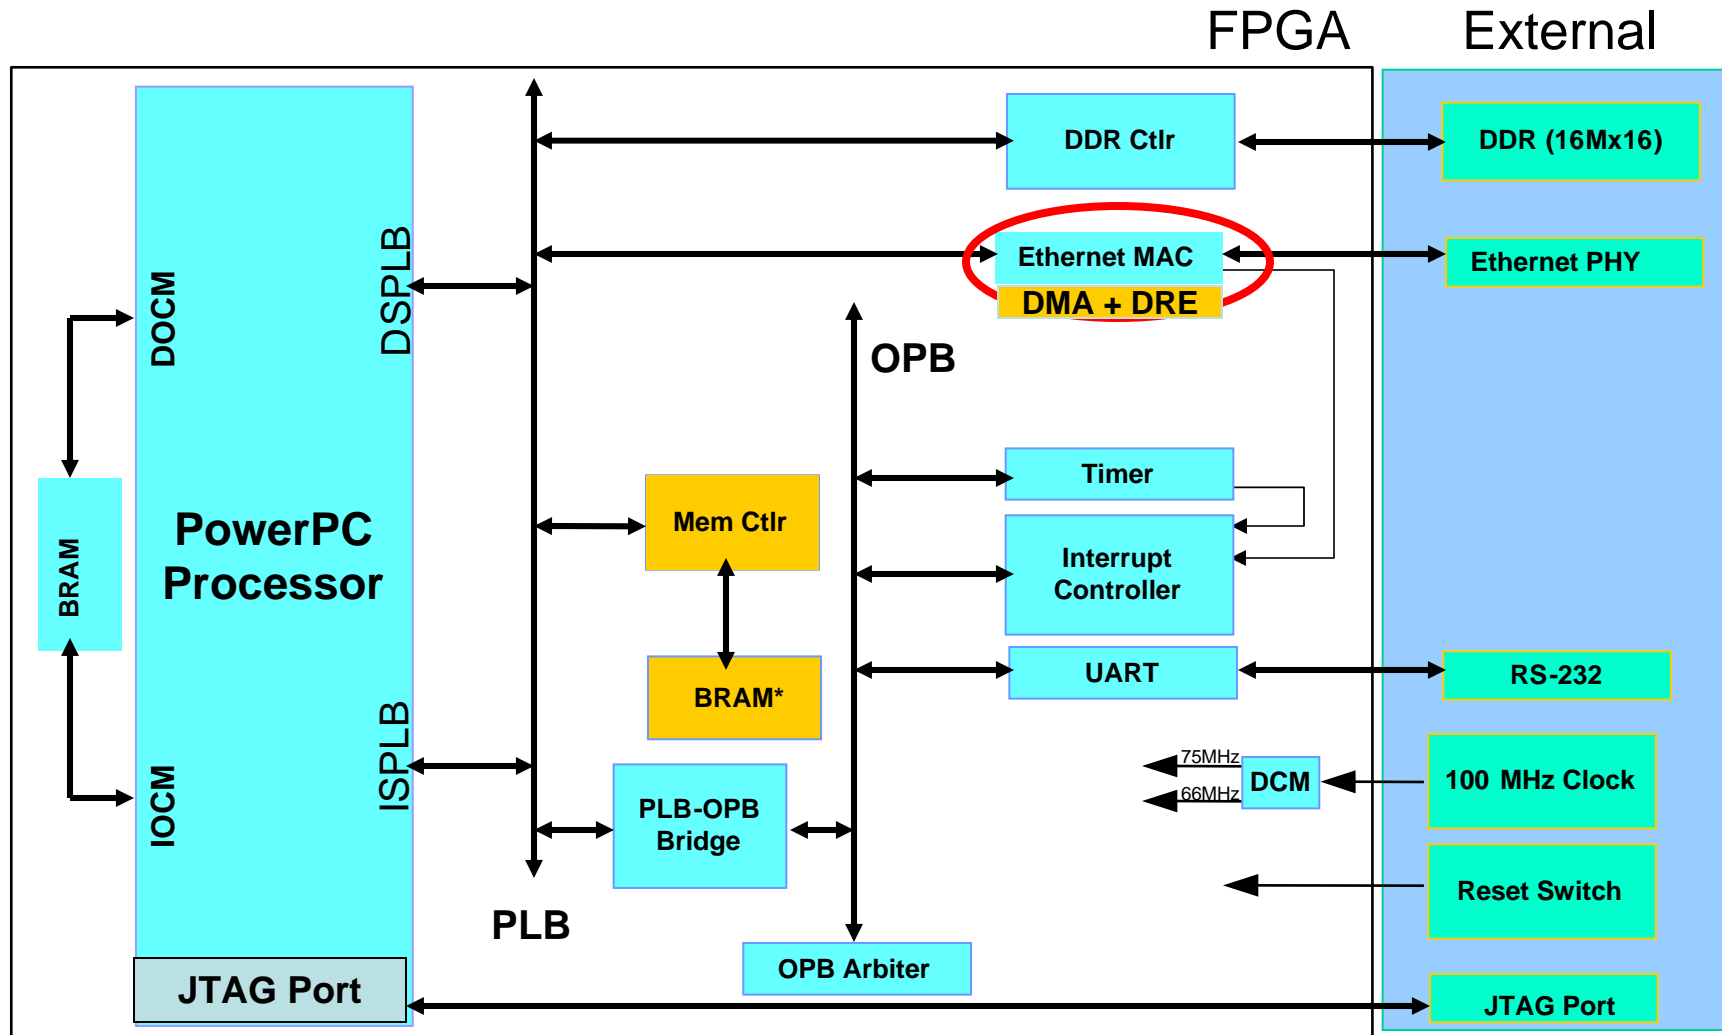 FPGA
External
DDR Ctlr
DDR (16Mx16)
Ethernet MAC
DMA + DRE
Ethernet PHY
DOCM
DSPLB
OPB
BRAM
PowerPC
Processor
Mem Ctlr
Timer
Interrupt
Controller
BRAM*
UART
RS-232
IOCM
ISPLB
PLB-OPB
Bridge
75MHz
66MHz
DCM
100 MHz Clock
Reset Switch
PLB
OPB Arbiter
JTAG Port
JTAG Port